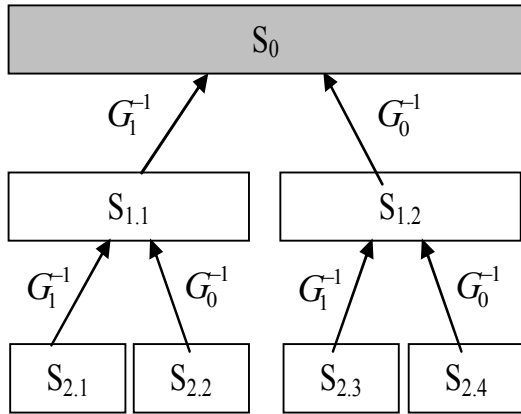 S₀
G₁⁻¹ G₀⁻¹
S₁.₁ S₁.₂
G₁⁻¹ G₀⁻¹ G₁⁻¹ G₀⁻¹
S₂.₁ S₂.₂ S₂.₃ S₂.₄